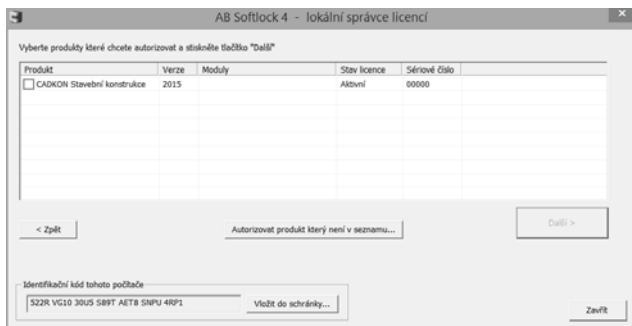 AB Softlock 4 - lokální správce licencí
Vyberte produkty které chcete autorizovat a stiskněte tlačítko "Další"
Produkt Verze Moduly Stav licence Sériové číslo
CADKON Stavební konstrukce 2015 Aktivní 00000
< Zpět Autorizovat produkt který není v seznamu... Další >
Identifikační kód tohoto počítače
522R VG10 30U5 S89T AET8 SNPU 4RP1 Vložit do schránky... Zavřít